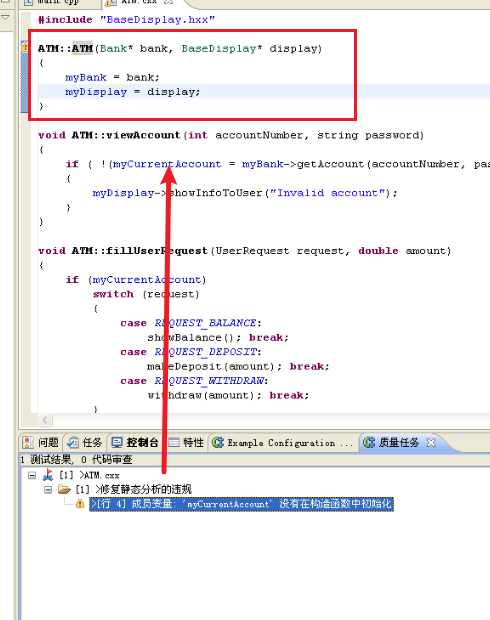 main.cpp ATM.cxx
#include "BaseDisplay.hxx"
ATM::ATM(Bank* bank, BaseDisplay* display)
{
myBank = bank;
myDisplay = display;
}
void ATM::viewAccount(int accountNumber, string password)
{
if ( !(myCurrentAccount = myBank->getAccount(accountNumber, pas
{
myDisplay->showInfoToUser("Invalid account");
}
}
void ATM::fillUserRequest(UserRequest request, double amount)
{
if (myCurrentAccount)
switch (request)
{
case REQUEST_BALANCE:
showBalance(); break;
case REQUEST_DEPOSIT:
makeDeposit(amount); break;
case REQUEST_WITHDRAW:
withdraw(amount); break;
}
问题 任务 控制台 特性 Example Configuration ... 质量任务
1 测试结果, 0 代码审查
[1] >ATM.cxx
[1] >修复静态分析的违规
>[行 4] 成员变量: 'myCurrentAccount' 没有在构造函数中初始化